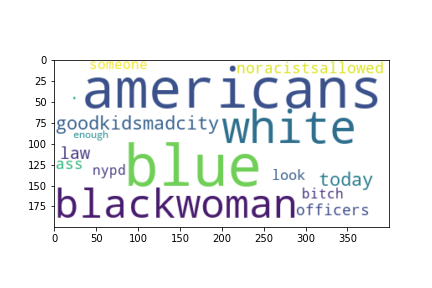 0
someone
noracistsallowed
25
americans
50
goodkidsmadcity
white
75
enough
100
law
blue
125
ass
nypd
look
today
150
blackwoman
bitch
175
officers
0 50 100 150 200 250 300 350